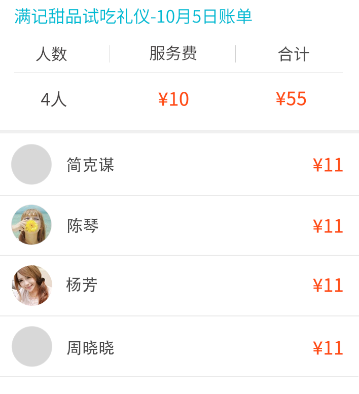 满记甜品试吃礼仪-10月5日账单
人数 服务费 合计
4人 ¥10 ¥55
简克谋 ¥11
陈琴 ¥11
杨芳 ¥11
周晓晓 ¥11